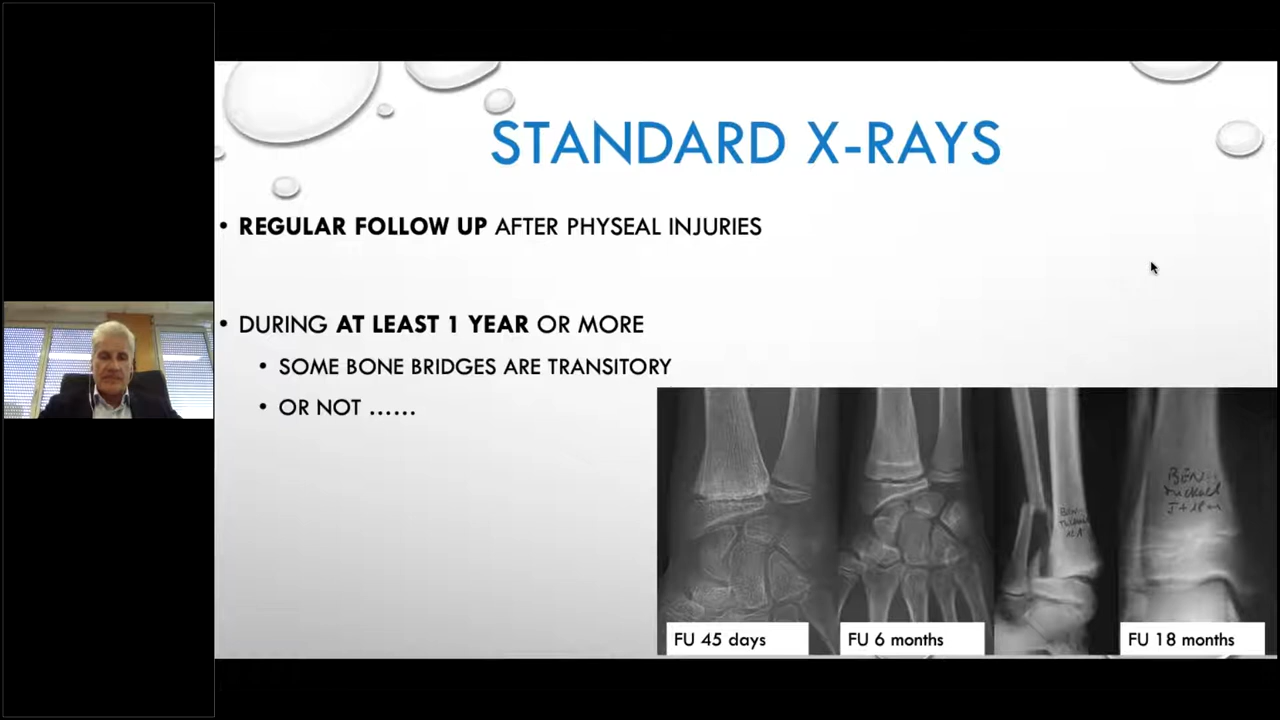 STANDARD X-RAYS
• REGULAR FOLLOW UP AFTER PHYSEAL INJURIES
• DURING AT LEAST 1 YEAR OR MORE
• SOME BONE BRIDGES ARE TRANSITORY
• OR NOT ......
FU 45 days
FU 6 months
FU 18 months